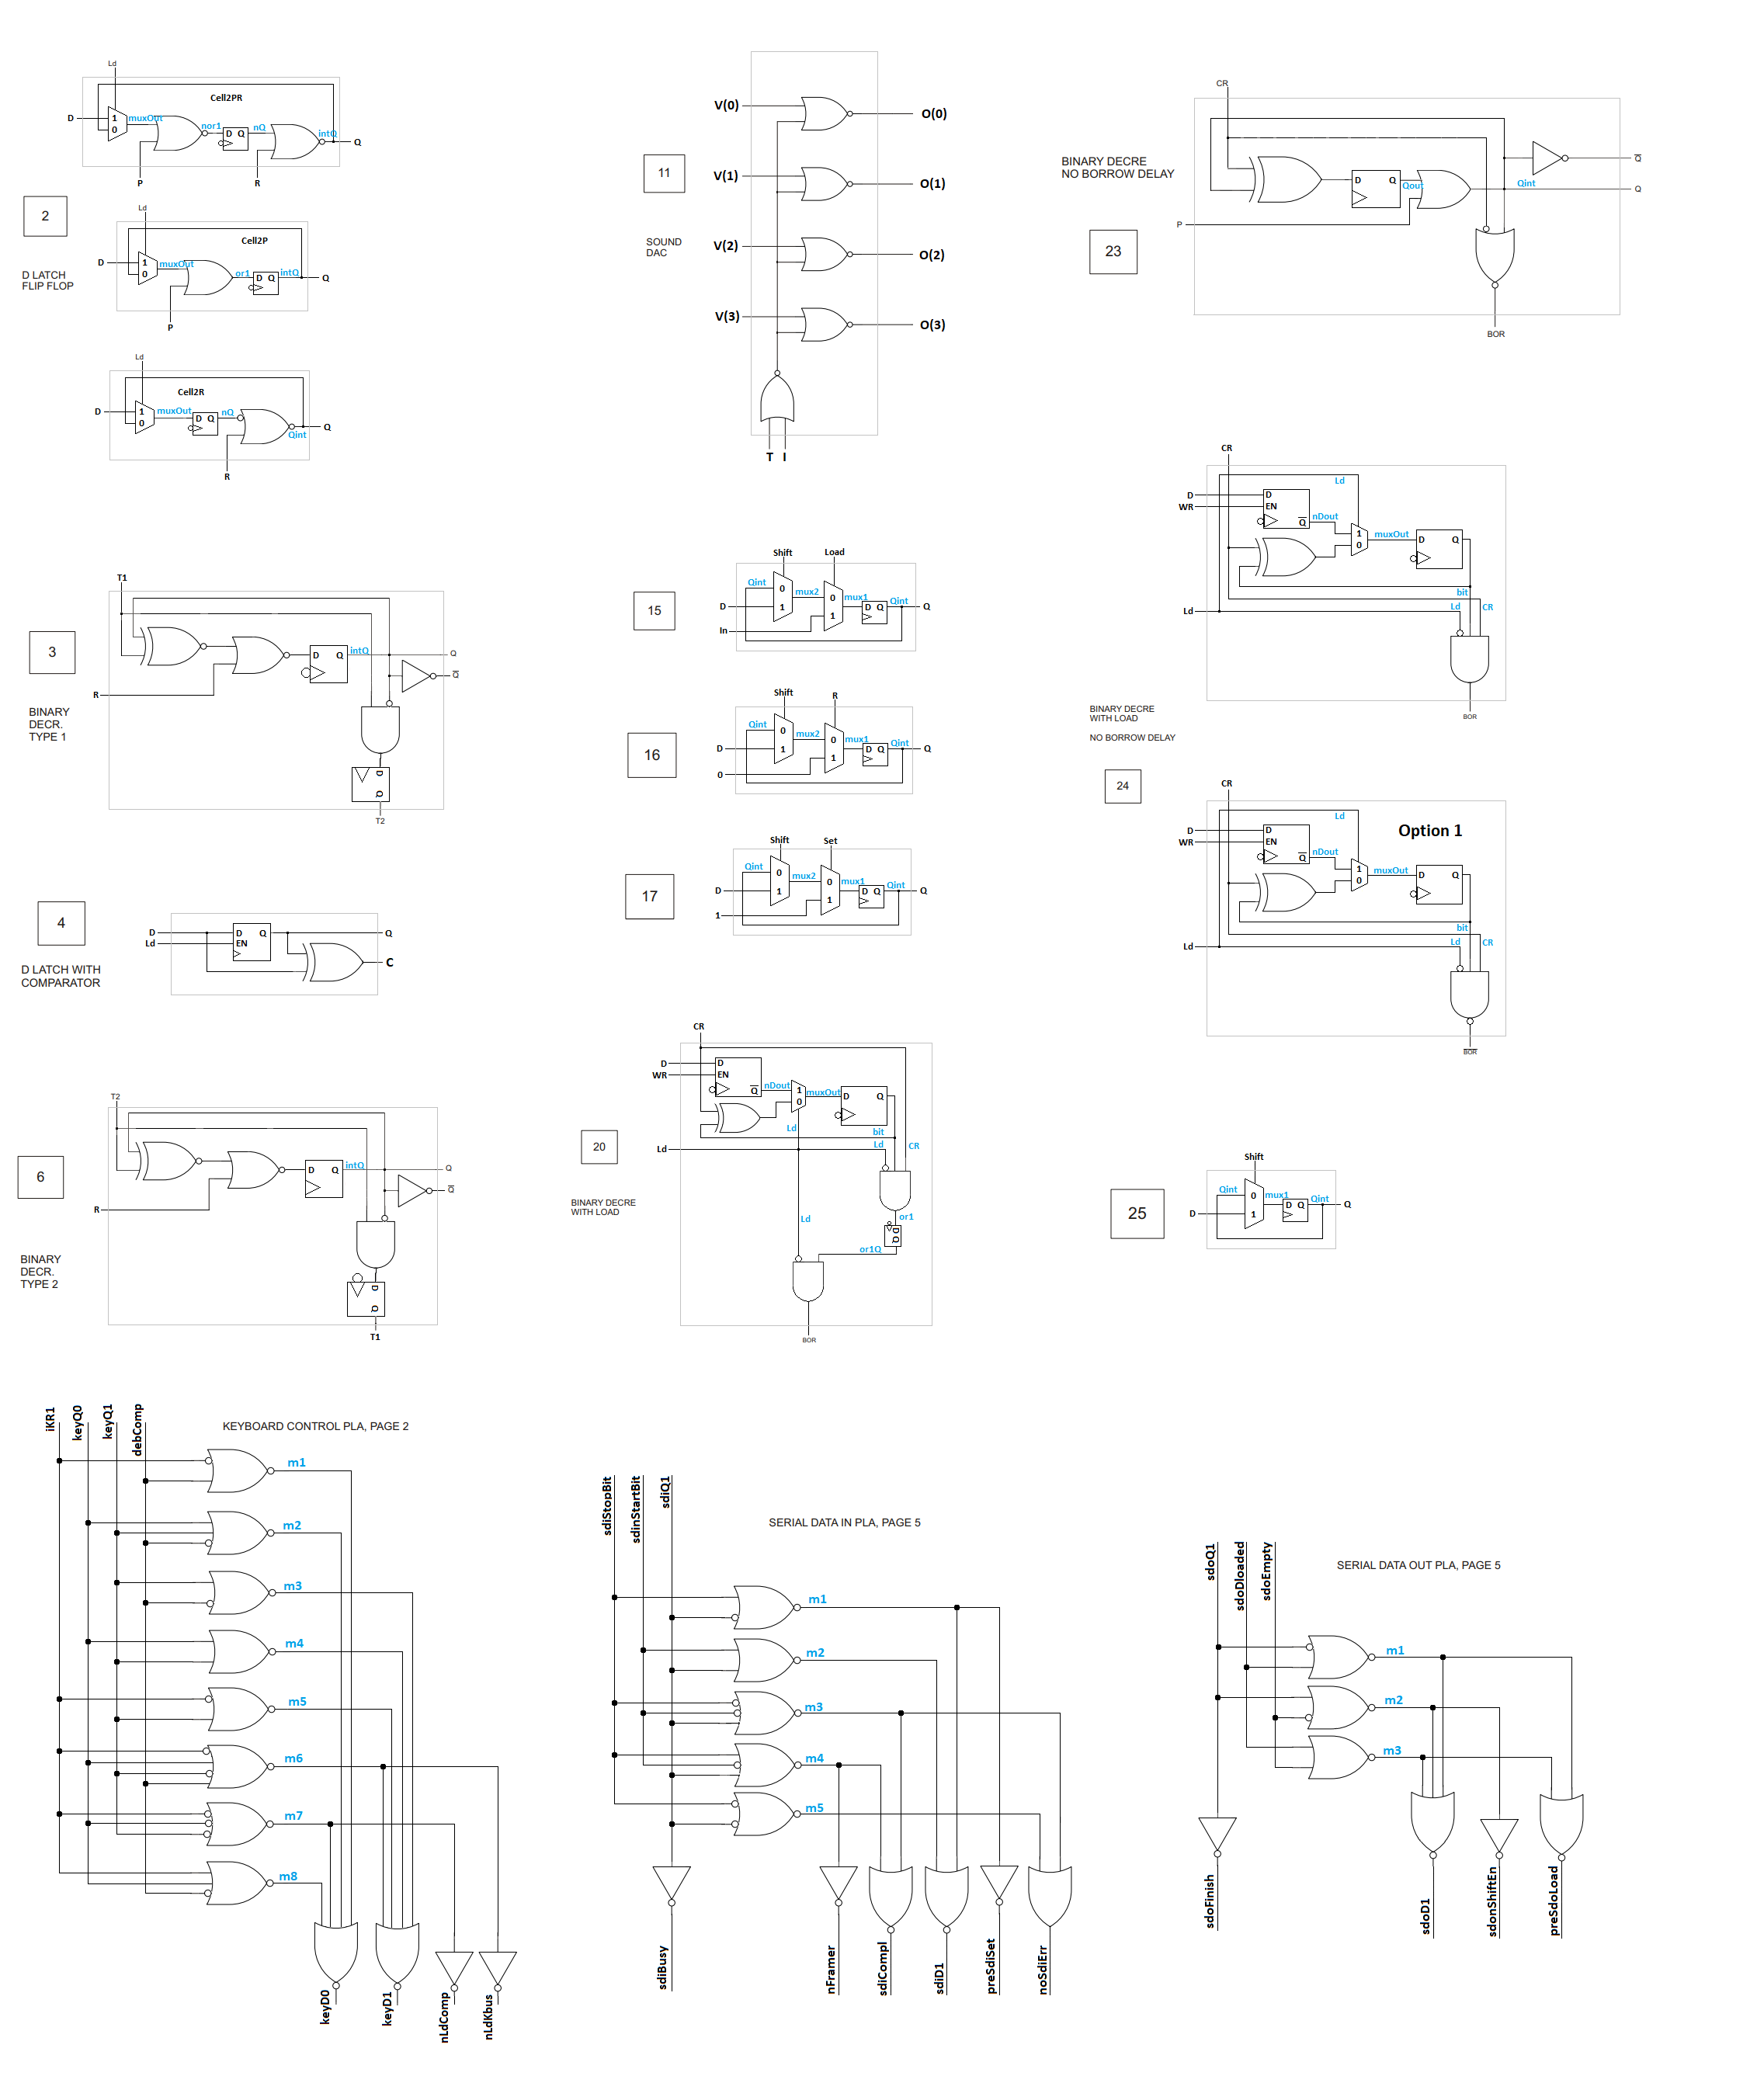 Ld
Cell2PR
D
1
0
muxOut
nor1
D Q
nQ
intQ
Q
P
R
2
D LATCH
FLIP FLOP
Ld
Cell2P
D
1
0
muxOut
or1
D Q
intQ
Q
P
Ld
Cell2R
D
1
0
muxOut
D Q
nQ
Qint
Q
R
T1
3
BINARY
DECR.
TYPE 1
R
D Q
intQ
Q
Q
D
Q
T2
4
D LATCH WITH
COMPARATOR
D
Ld
D Q
EN
Q
C
T2
6
BINARY
DECR.
TYPE 2
R
D Q
intQ
Q
Q
D
Q
T1
11
SOUND
DAC
V(0)
O(0)
V(1)
O(1)
V(2)
O(2)
V(3)
O(3)
T I
15
Shift
Load
Qint
0
1
mux2
0
1
mux1
D Q
Qint
Q
D
In
16
Shift
R
Qint
0
1
mux2
0
1
mux1
D Q
Qint
Q
D
0
17
Shift
Set
Qint
0
1
mux2
0
1
mux1
D Q
Qint
Q
D
1
20
BINARY DECRE
WITH LOAD
CR
D
WR
D
EN
Q
nDout
1
0
muxOut
D Q
Ld
bit
Ld
CR
Ld
or1
D Q
Ld
or1Q
BOR
BINARY DECRE
NO BORROW DELAY
23
CR
D Q
Qout
Qint
Q
Q
P
BOR
CR
D
WR
D
EN
Q
nDout
Ld
1
0
muxOut
D Q
bit
Ld
Ld
CR
BOR
BINARY DECRE
WITH LOAD
NO BORROW DELAY
24
CR
Option 1
D
WR
D
EN
Q
nDout
Ld
1
0
muxOut
D Q
bit
Ld
Ld
CR
BOR
25
Shift
Qint
0
1
mux1
D Q
Qint
Q
D
KEYBOARD CONTROL PLA, PAGE 2
iKR1
keyQ0
keyQ1
debComp
m1
m2
m3
m4
m5
m6
m7
m8
keyD0
keyD1
nLdComp
nLdKbus
SERIAL DATA IN PLA, PAGE 5
sdiStopBit
sdinStartBit
sdiQ1
m1
m2
m3
m4
m5
sdiBusy
nFramer
sdiCompl
sdiD1
preSdiSet
noSdiErr
SERIAL DATA OUT PLA, PAGE 5
sdoQ1
sdoDloaded
sdoEmpty
m1
m2
m3
sdoFinish
sdoD1
sdonShiftEn
preSdoLoad